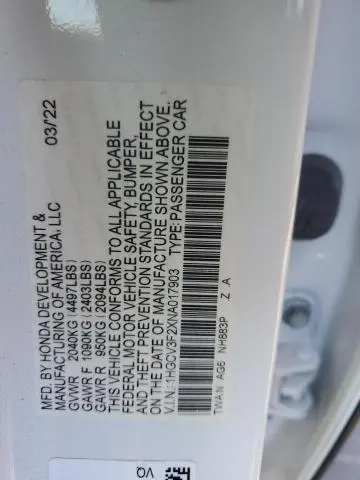 MFD. BY HONDA DEVELOPMENT & 03/22
MANUFACTURING OF AMERICA, LLC
GVWR 2040KG (4497LBS)
GAWR F 1090KG (2403LBS)
GAWR R 950KG (2094LBS)
THIS VEHICLE CONFORMS TO ALL APPLICABLE
FEDERAL MOTOR VEHICLE SAFETY, BUMPER,
AND THEFT PREVENTION STANDARDS IN EFFECT
ON THE DATE OF MANUFACTURE SHOWN ABOVE.
V.I.N.: 1HGCV3F2XNA017903 TYPE: PASSENGER CAR
TWAN AG6 NH883P Z A
VQ